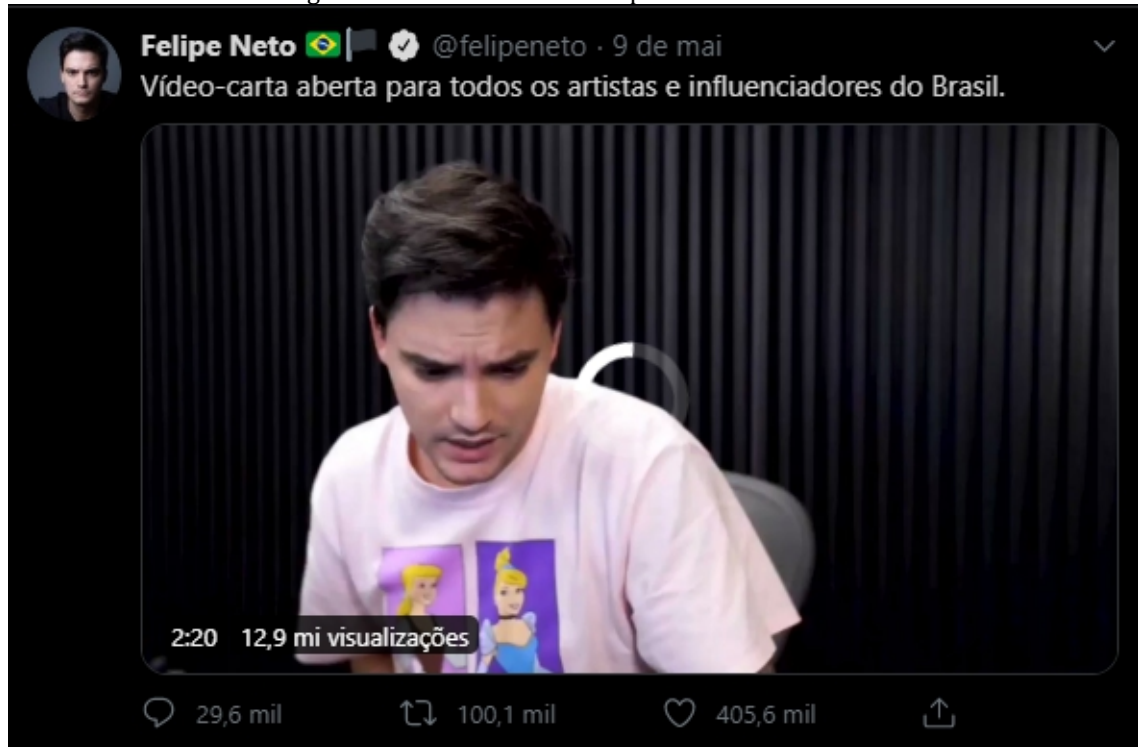 Felipe Neto @felipeneto · 9 de mai
Vídeo-carta aberta para todos os artistas e influenciadores do Brasil.
2:20 12,9 mi visualizações
29,6 mil 100,1 mil 405,6 mil